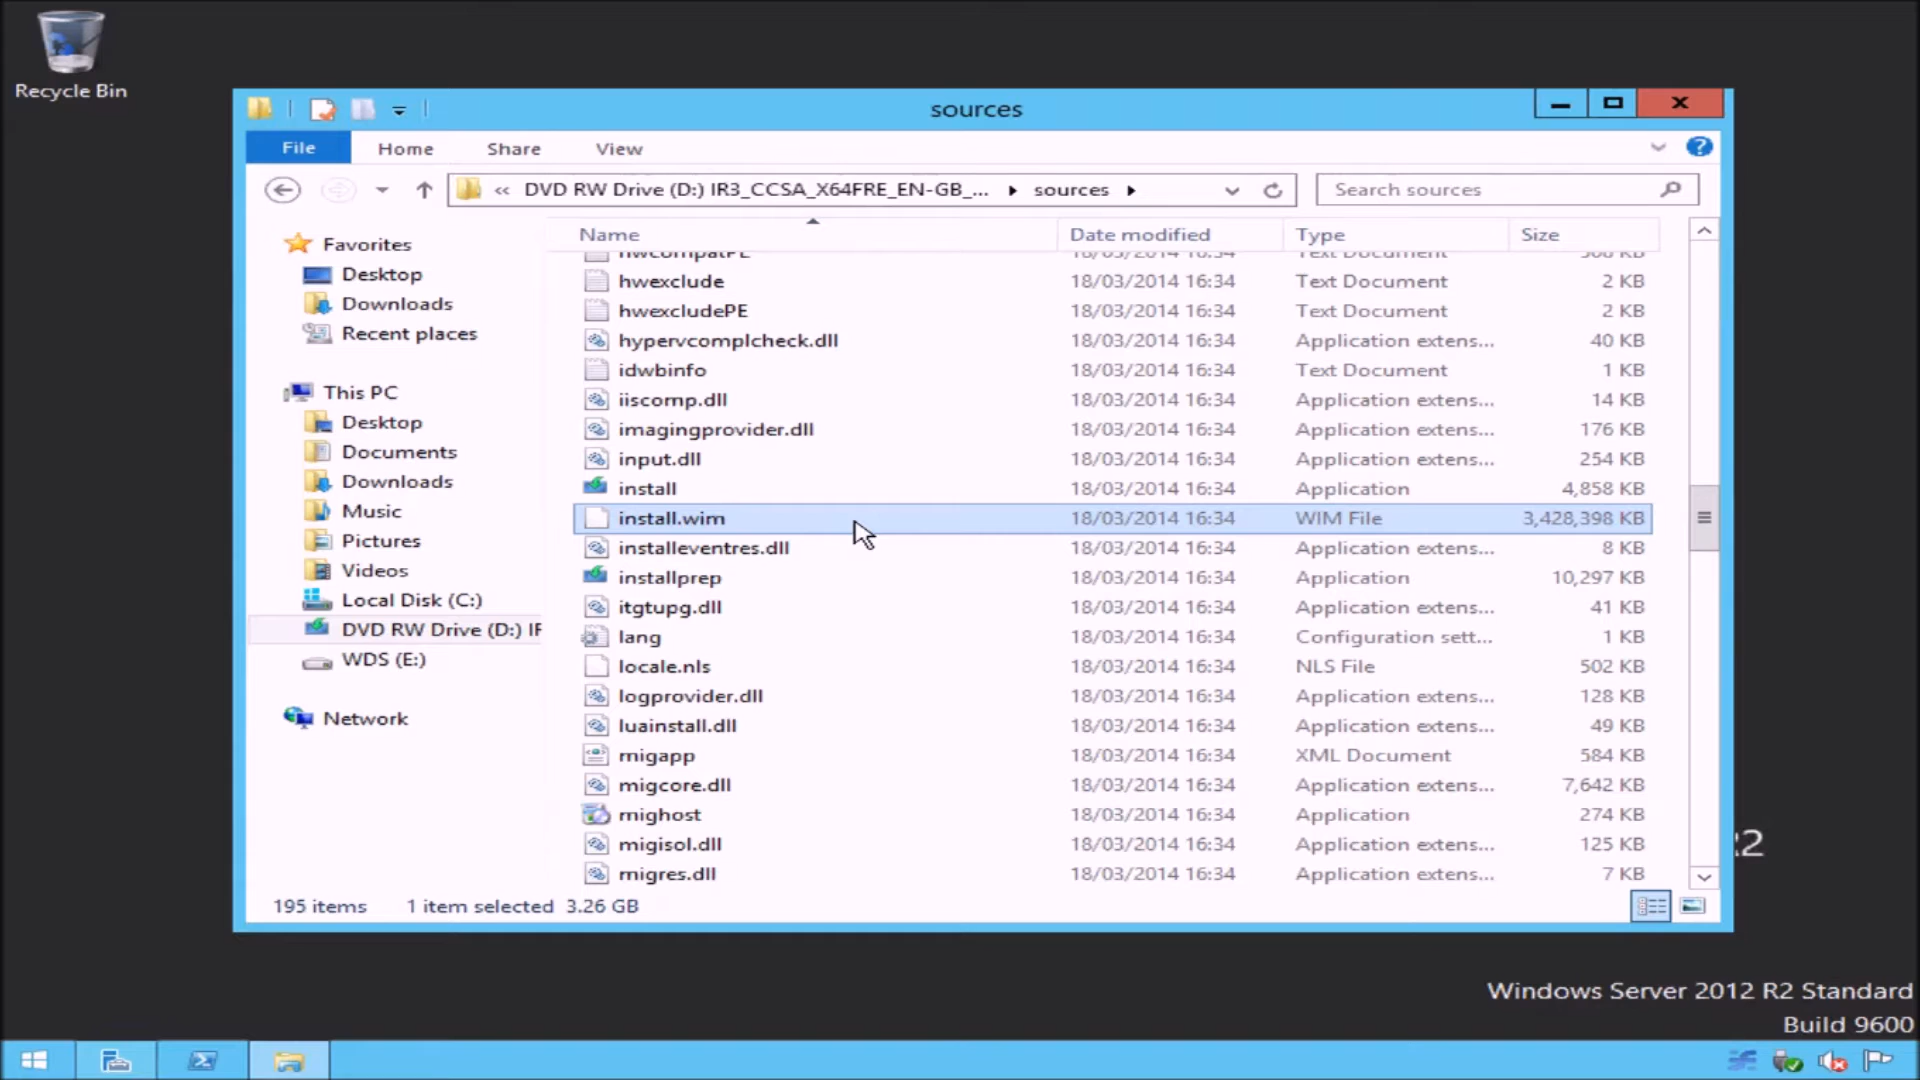 Recycle Bin
sources
File Home Share View
« DVD RW Drive (D:) IR3_CCSA_X64FRE_EN-GB_... sources Search sources
Name Date modified Type Size
hwcompatPE 18/03/2014 16:34 Text Document
hwexclude 18/03/2014 16:34 Text Document 2 KB
hwexcludePE 18/03/2014 16:34 Text Document 2 KB
hypervcomplcheck.dll 18/03/2014 16:34 Application extens... 40 KB
idwbinfo 18/03/2014 16:34 Text Document 1 KB
iiscomp.dll 18/03/2014 16:34 Application extens... 14 KB
imagingprovider.dll 18/03/2014 16:34 Application extens... 176 KB
input.dll 18/03/2014 16:34 Application extens... 254 KB
install 18/03/2014 16:34 Application 4,858 KB
install.wim 18/03/2014 16:34 WIM File 3,428,398 KB
installeventres.dll 18/03/2014 16:34 Application extens... 8 KB
installprep 18/03/2014 16:34 Application 10,297 KB
itgtupg.dll 18/03/2014 16:34 Application extens... 41 KB
lang 18/03/2014 16:34 Configuration sett... 1 KB
locale.nls 18/03/2014 16:34 NLS File 502 KB
logprovider.dll 18/03/2014 16:34 Application extens... 128 KB
luainstall.dll 18/03/2014 16:34 Application extens... 49 KB
migapp 18/03/2014 16:34 XML Document 584 KB
migcore.dll 18/03/2014 16:34 Application extens... 7,642 KB
mighost 18/03/2014 16:34 Application 274 KB
migisol.dll 18/03/2014 16:34 Application extens... 125 KB
migres.dll 18/03/2014 16:34 Application extens... 7 KB
Favorites
Desktop
Downloads
Recent places
This PC
Desktop
Documents
Downloads
Music
Pictures
Videos
Local Disk (C:)
DVD RW Drive (D:) IR
WDS (E:)
Network
195 items 1 item selected 3.26 GB
R2
Windows Server 2012 R2 Standard
Build 9600